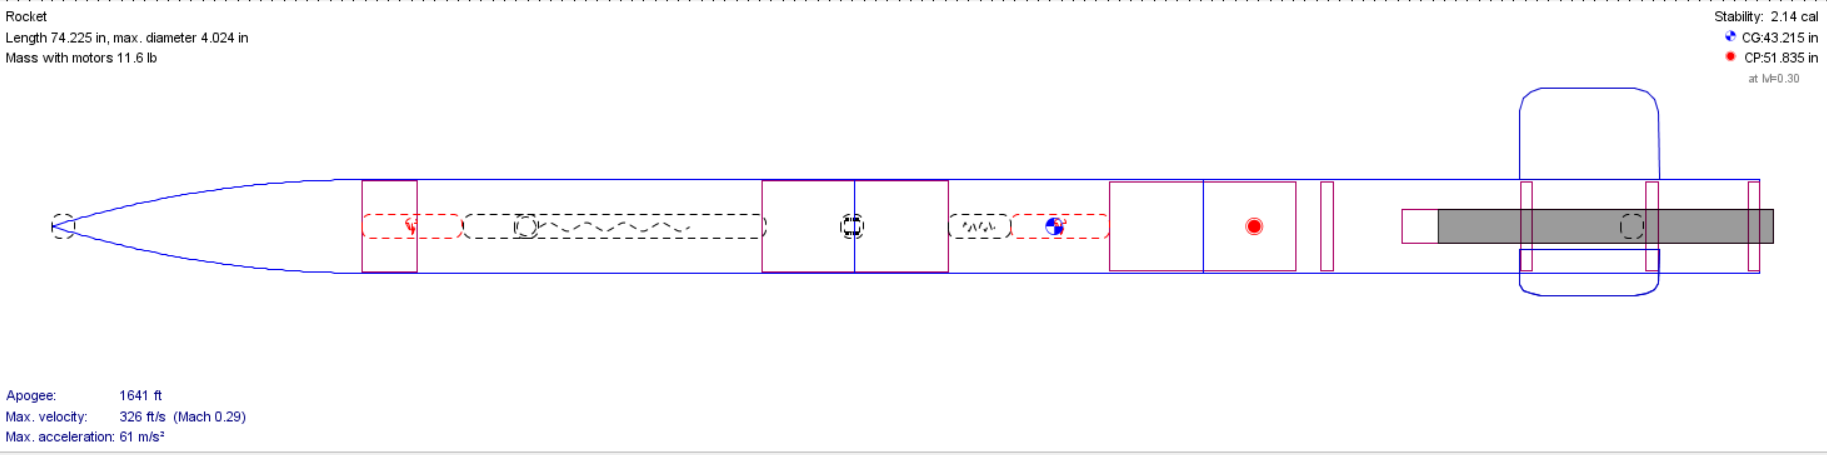 Rocket
Length 74.225 in, max. diameter 4.024 in
Mass with motors 11.6 lb
Stability: 2.14 cal
CG:43.215 in
CP:51.835 in
at M=0.30
Apogee: 1641 ft
Max. velocity: 326 ft/s (Mach 0.29)
Max. acceleration: 61 m/s²